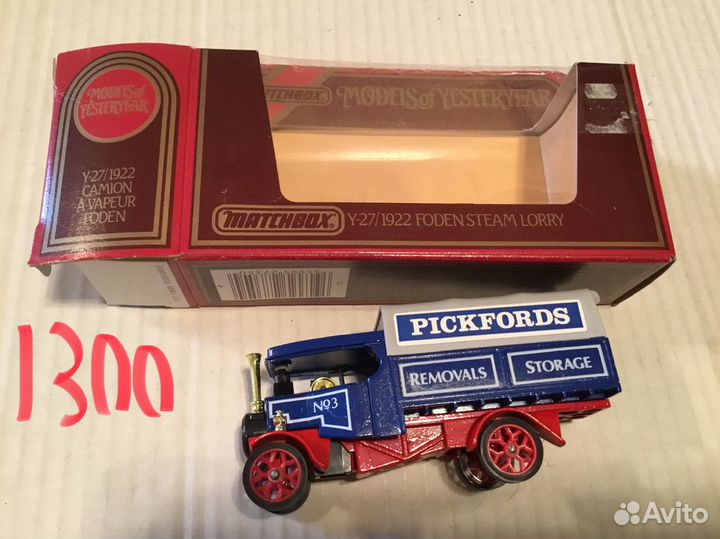 MODELS of
YESTERYEAR
Y-27/1922
CAMION
A-VAPEUR
FODEN
MATCHBOX
MODELS of YESTERYEAR
MATCHBOX® Y-27/1922 FODEN STEAM LORRY
1300
PICKFORDS
REMOVALS
STORAGE
No3
Avito